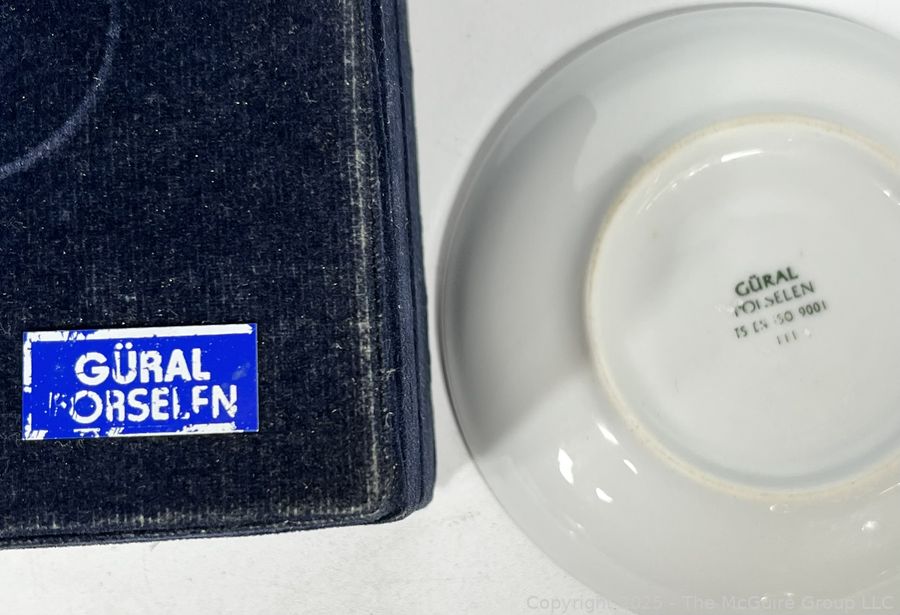 GÜRAL
PORSELEN
GÜRAL
PORSELEN
TS EN ISO 9001
Copyright 2025 - The McGuire Group LLC